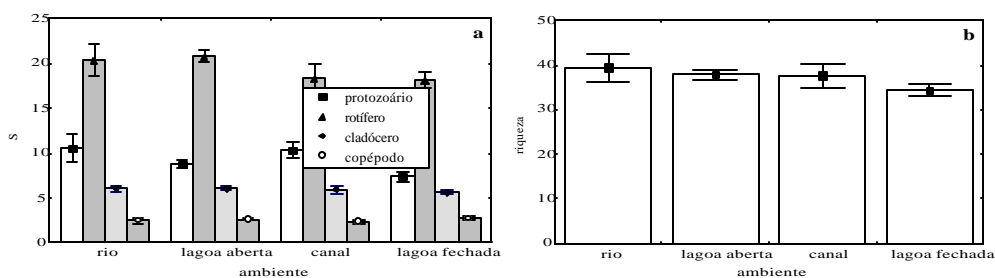 25
20
15
10
5
0
S
a
protozoário
rotífero
cladócero
copépodo
rio
lagoa aberta
canal
lagoa fechada
ambiente
50
40
30
20
10
0
riqueza
b
rio
lagoa aberta
canal
lagoa fechada
ambiente